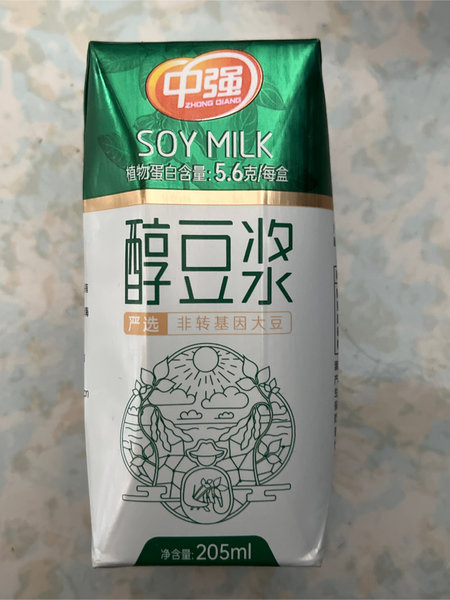 中强
ZHONG QIANG
SOY MILK
植物蛋白含量:5.6克/每盒
醇豆浆
严选 非转基因大豆
净含量: 205ml